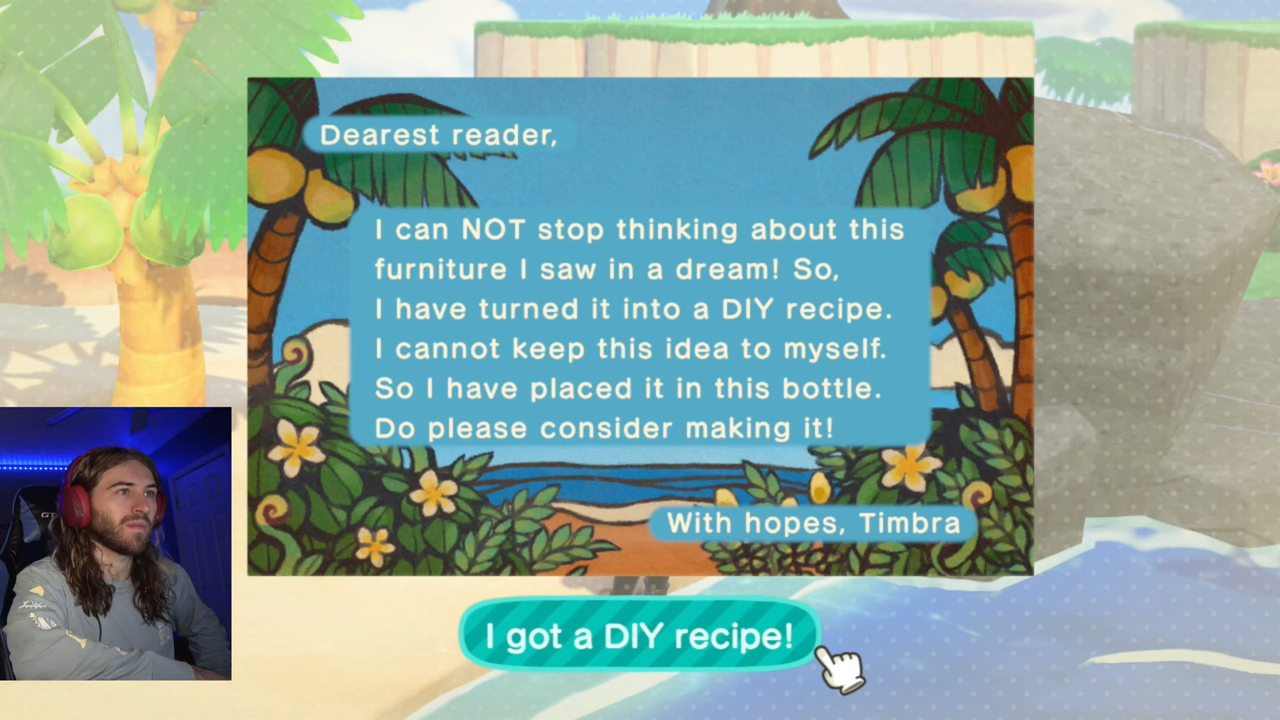 Dearest reader,
I can NOT stop thinking about this
furniture I saw in a dream! So,
I have turned it into a DIY recipe.
I cannot keep this idea to myself.
So I have placed it in this bottle.
Do please consider making it!
With hopes, Timbra
I got a DIY recipe!